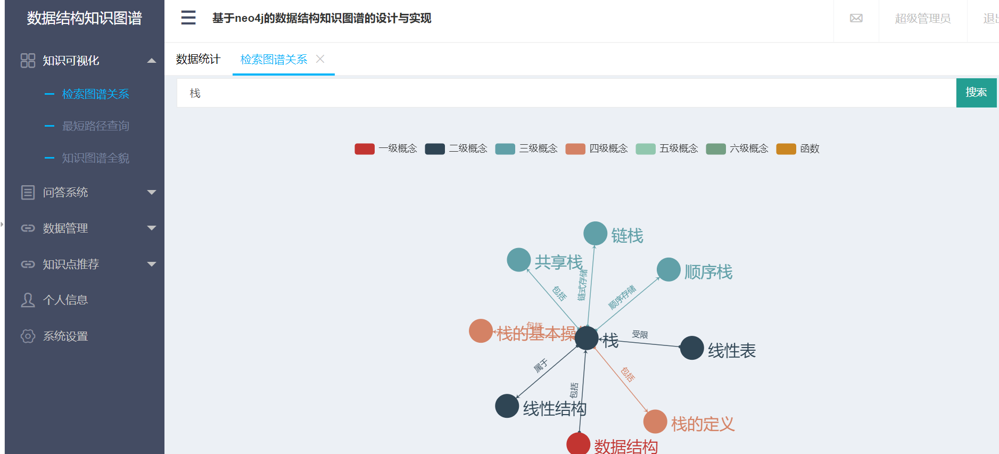 数据结构知识图谱
基于neo4j的数据结构知识图谱的设计与实现
超级管理员
知识可视化
检索图谱关系
最短路径查询
知识图谱全貌
问答系统
数据管理
知识点推荐
个人信息
系统设置
数据统计
检索图谱关系
栈
搜索
一级概念
二级概念
三级概念
四级概念
五级概念
六级概念
函数
链栈
共享栈
顺序栈
包括
链式存储
顺序存储
包括
栈的基本操
栈
受限
线性表
属于
包括
包括
线性结构
栈的定义
数据结构